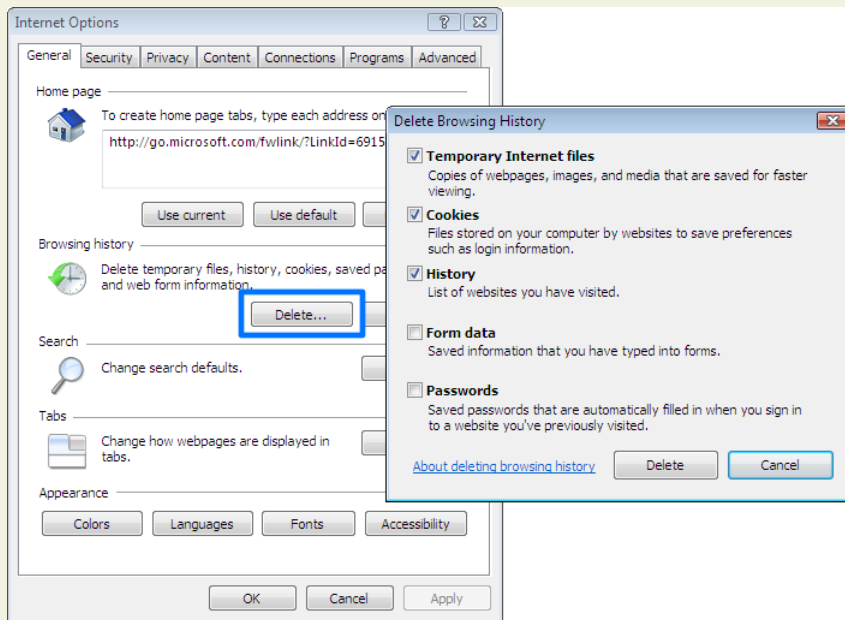 Internet Options
General Security Privacy Content Connections Programs Advanced
Home page
To create home page tabs, type each address on
http://go.microsoft.com/fwlink/?LinkId=6915
Use current Use default
Browsing history
Delete temporary files, history, cookies, saved pa
and web form information.
Delete...
Search
Change search defaults.
Tabs
Change how webpages are displayed in
tabs.
Appearance
Colors Languages Fonts Accessibility
OK Cancel Apply
Delete Browsing History
Temporary Internet files
Copies of webpages, images, and media that are saved for faster
viewing.
Cookies
Files stored on your computer by websites to save preferences
such as login information.
History
List of websites you have visited.
Form data
Saved information that you have typed into forms.
Passwords
Saved passwords that are automatically filled in when you sign in
to a website you've previously visited.
About deleting browsing history Delete Cancel